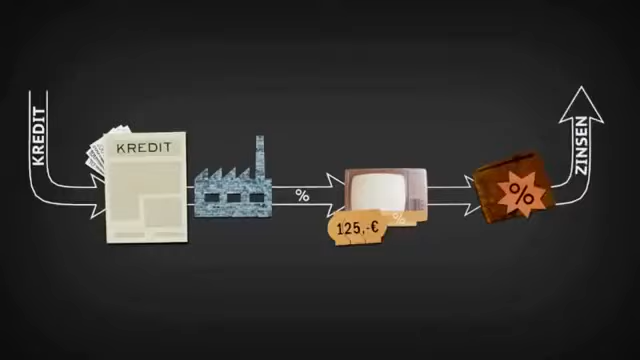 KREDIT
KREDIT
%
125,-€
%
%
ZINSEN